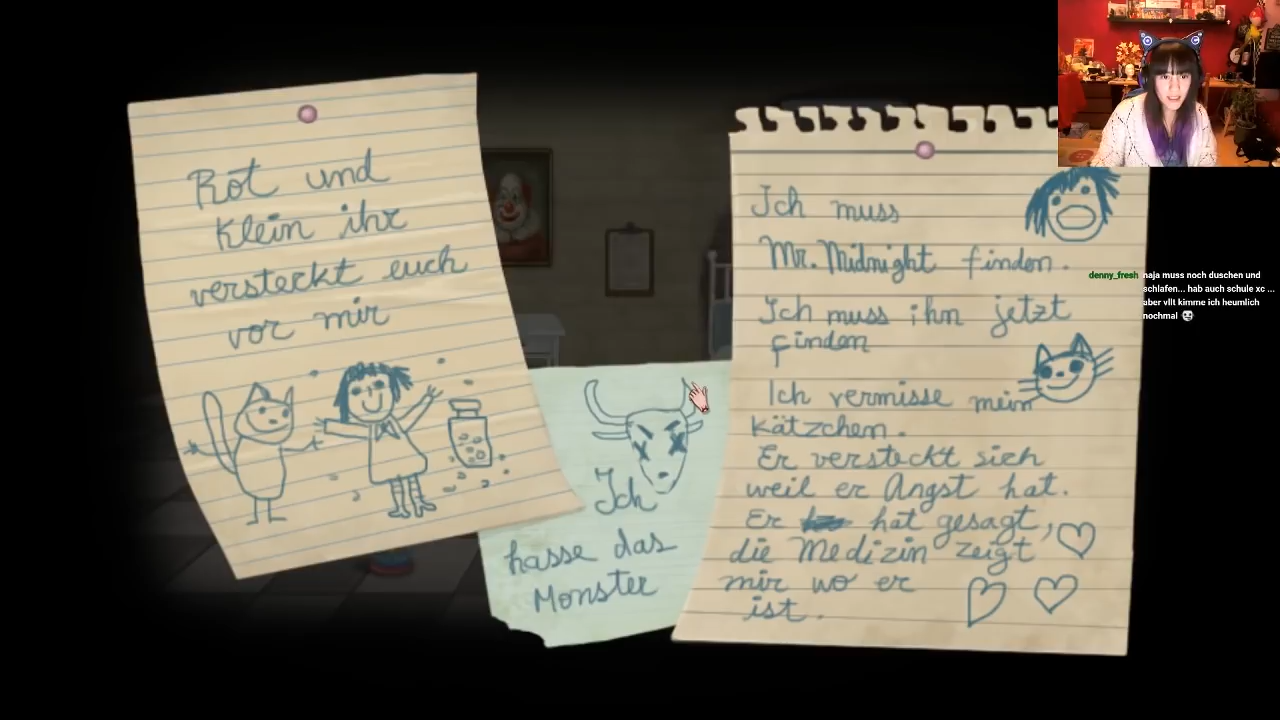 Rot und
Klein ihr
versteckt euch
vor mir
Ich
hasse das
Monster
Ich muss
Mr. Midnight finden.
Ich muss ihn jetzt
finden
Ich vermisse mein
kätzchen.
Er versteckt sich
weil er Angst hat.
Er hat gesagt,
die Medizin zeigt
mir wo er
ist.
denny_fresh naja muss noch duschen und
schlafen... hab auch schule xc ...
aber vllt kimme ich heumlich
nochmal